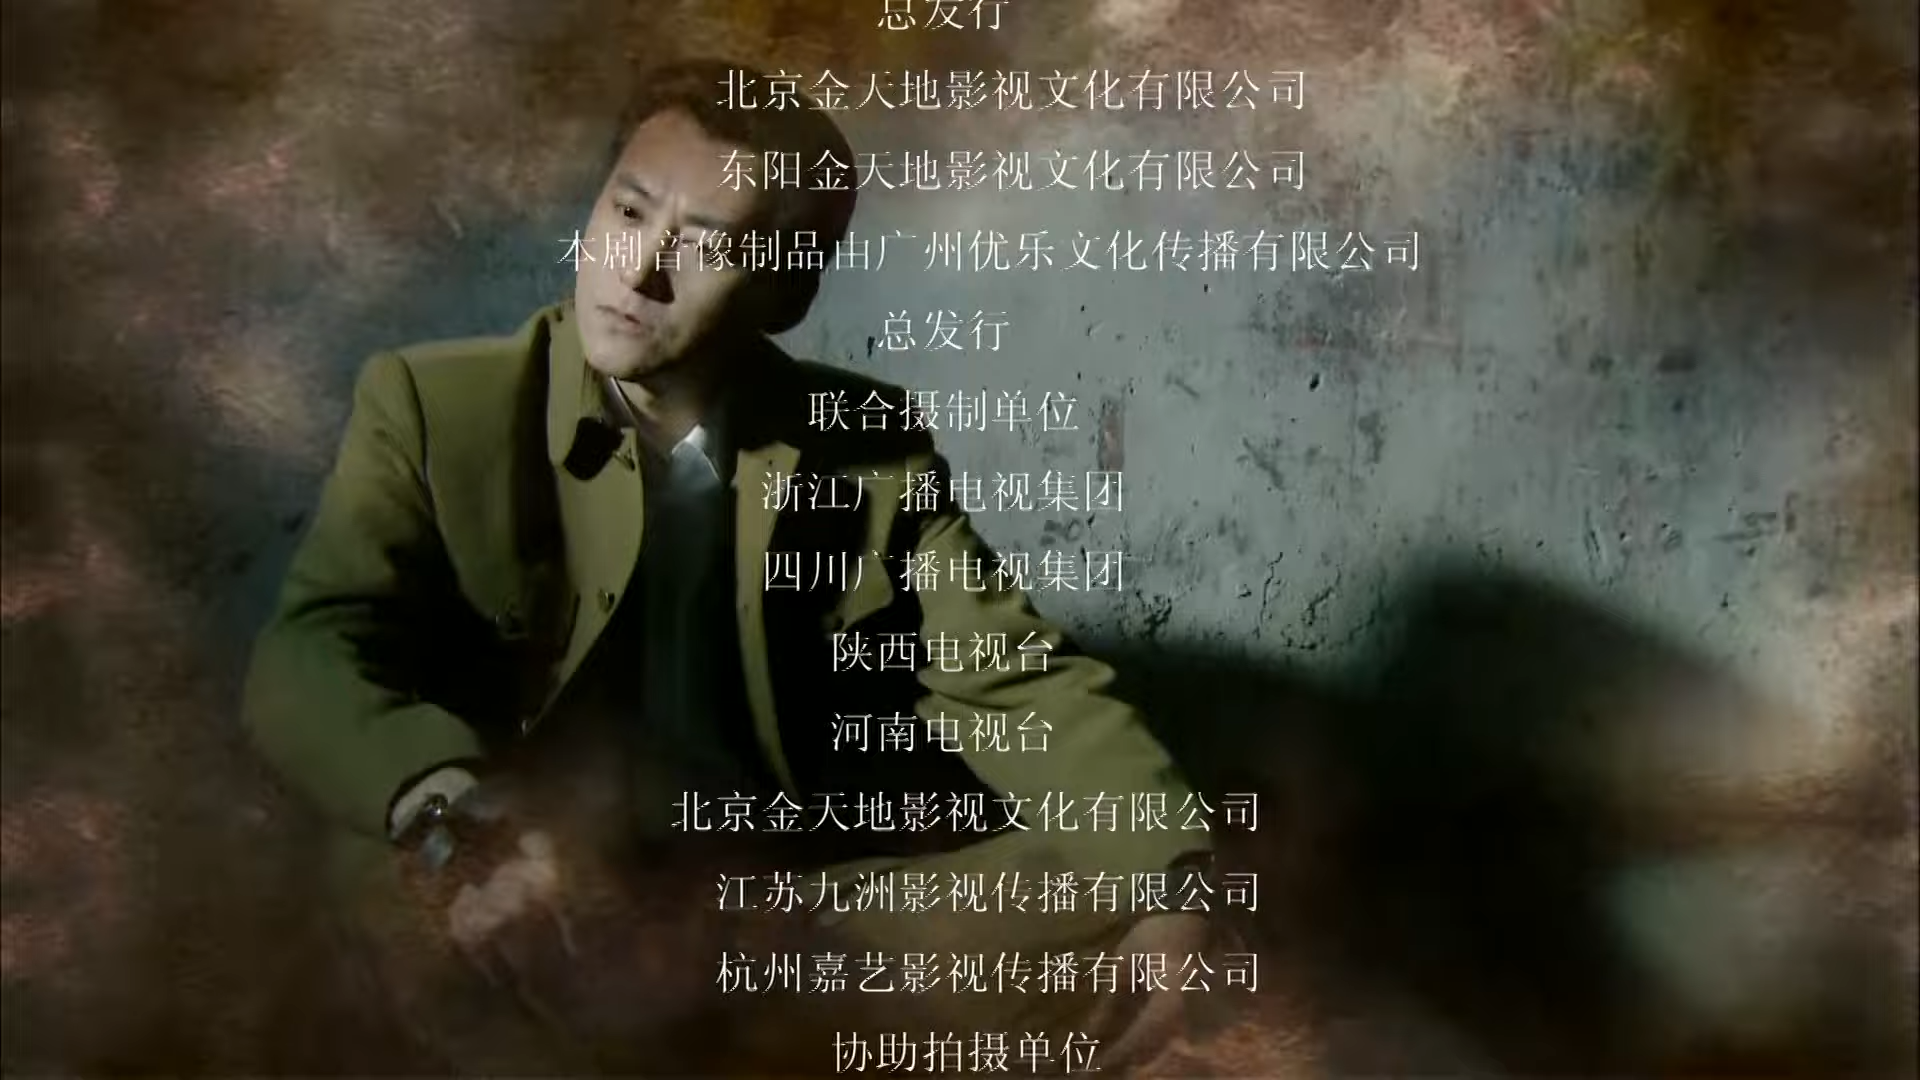 总发行
北京金天地影视文化有限公司
东阳金天地影视文化有限公司
本剧音像制品由广州优乐文化传播有限公司
总发行
联合摄制单位
浙江广播电视集团
四川广播电视集团
陕西电视台
河南电视台
北京金天地影视文化有限公司
江苏九洲影视传播有限公司
杭州嘉艺影视传播有限公司
协助拍摄单位